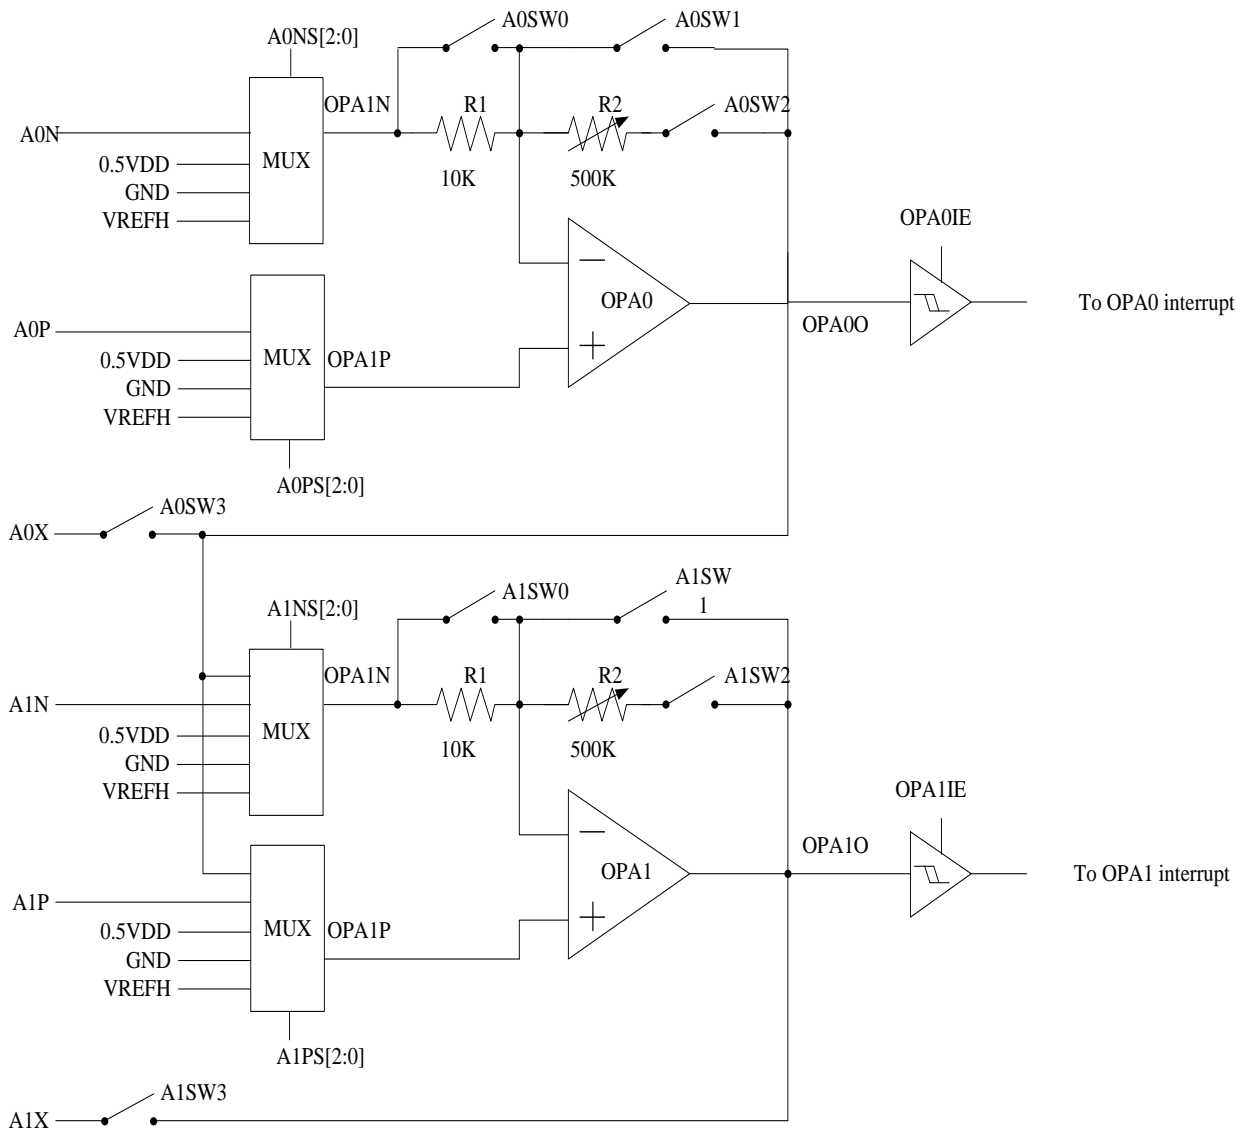 A0SW0
A0SW1
A0NS[2:0]
OPA1N
R1
R2
A0SW2
A0N
0.5VDD
GND
VREFH
MUX
10K
500K
OPA0IE
A0P
0.5VDD
GND
VREFH
MUX
OPA1P
OPA0
OPA0O
To OPA0 interrupt
A0PS[2:0]
A0X
A0SW3
A1SW0
A1SW
1
A1NS[2:0]
OPA1N
R1
R2
A1SW2
A1N
0.5VDD
GND
VREFH
MUX
10K
500K
OPA1IE
A1P
0.5VDD
GND
VREFH
MUX
OPA1P
OPA1
OPA1O
To OPA1 interrupt
A1PS[2:0]
A1X
A1SW3